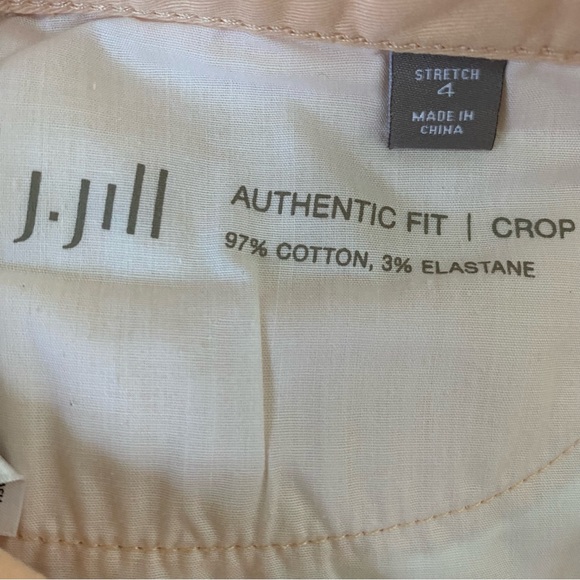 STRETCH
4
MADE IN
CHINA
J.Jill
AUTHENTIC FIT | CROP
97% COTTON, 3% ELASTANE